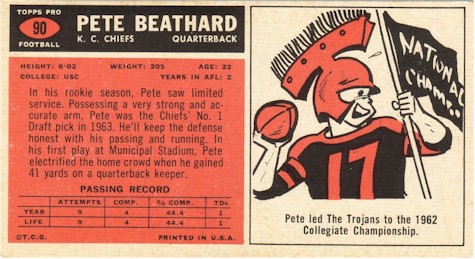 TOPPS PRO
90
FOOTBALL
PETE BEATHARD
K. C. CHIEFS QUARTERBACK
HEIGHT: 6-02 WEIGHT: 205 AGE: 22
COLLEGE: USC YEARS IN AFL: 2
In his rookie season, Pete saw limited
service. Possessing a very strong and ac-
curate arm, Pete was the Chiefs' No. 1
Draft pick in 1963. He'll keep the defense
honest with his passing and running. In
his first play at Municipal Stadium, Pete
electrified the home crowd when he gained
41 yards on a quarterback keeper.
PASSING RECORD
ATTEMPTS COMP. % COMP. TDs
YEAR 9 4 44.4 1
LIFE 9 4 44.4 1
©T.C.G. PRINTED IN U.S.A.
NATIONAL
CHAMP..
17
Pete led The Trojans to the 1962
Collegiate Championship.